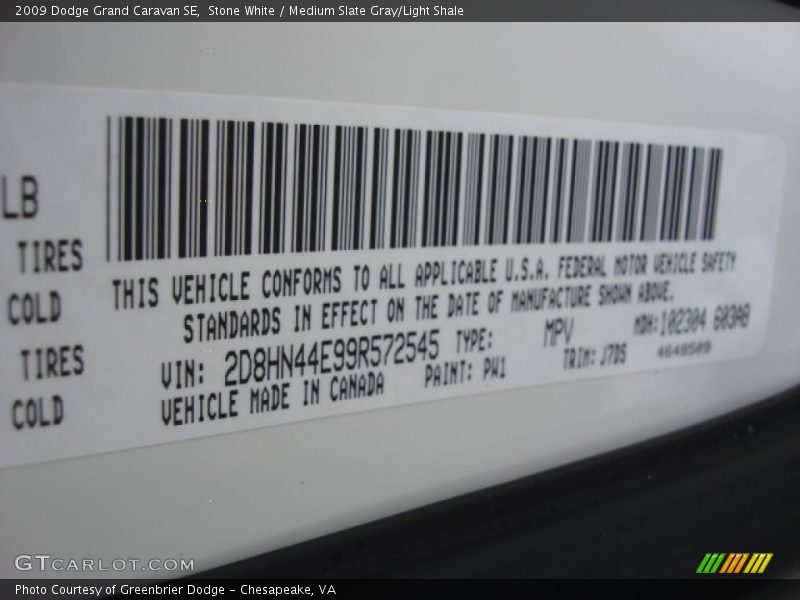 2009 Dodge Grand Caravan SE,  Stone White / Medium Slate Gray/Light Shale
LB
TIRES
COLD
TIRES
COLD
THIS VEHICLE CONFORMS TO ALL APPLICABLE U.S.A. FEDERAL MOTOR VEHICLE SAFETY
STANDARDS IN EFFECT ON THE DATE OF MANUFACTURE SHOWN ABOVE.
VIN: 2D8HN44E99R572545 TYPE: MPV MDH:102304 603AB
VEHICLE MADE IN CANADA PAINT: PW1 TRIM: J7D5 4648509
GTCARLOT.COM
Photo Courtesy of Greenbrier Dodge - Chesapeake, VA